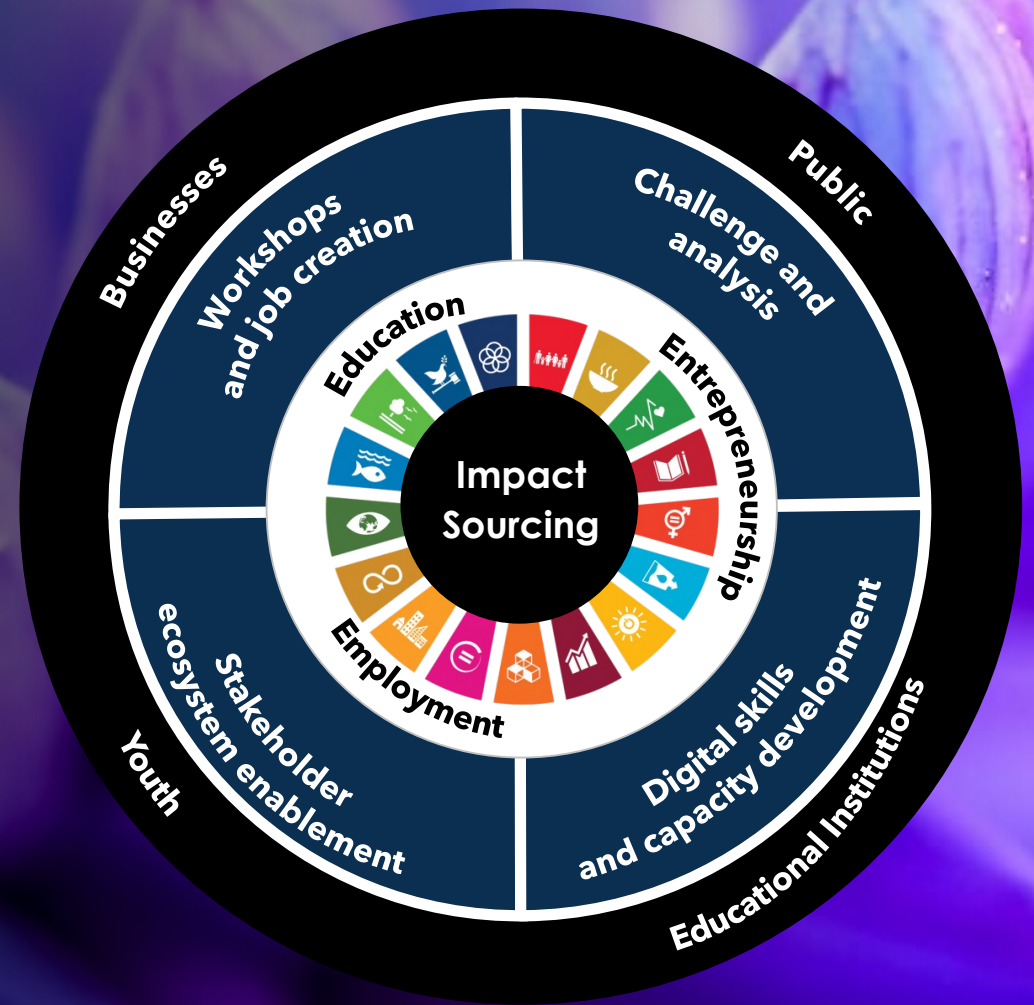 Businesses
Public
Workshops
and job creation
Challenge and
analysis
Education
Entrepreneurship
Impact
Sourcing
Employment
Stakeholder
ecosystem enablement
Digital skills
and capacity development
Youth
Educational Institutions